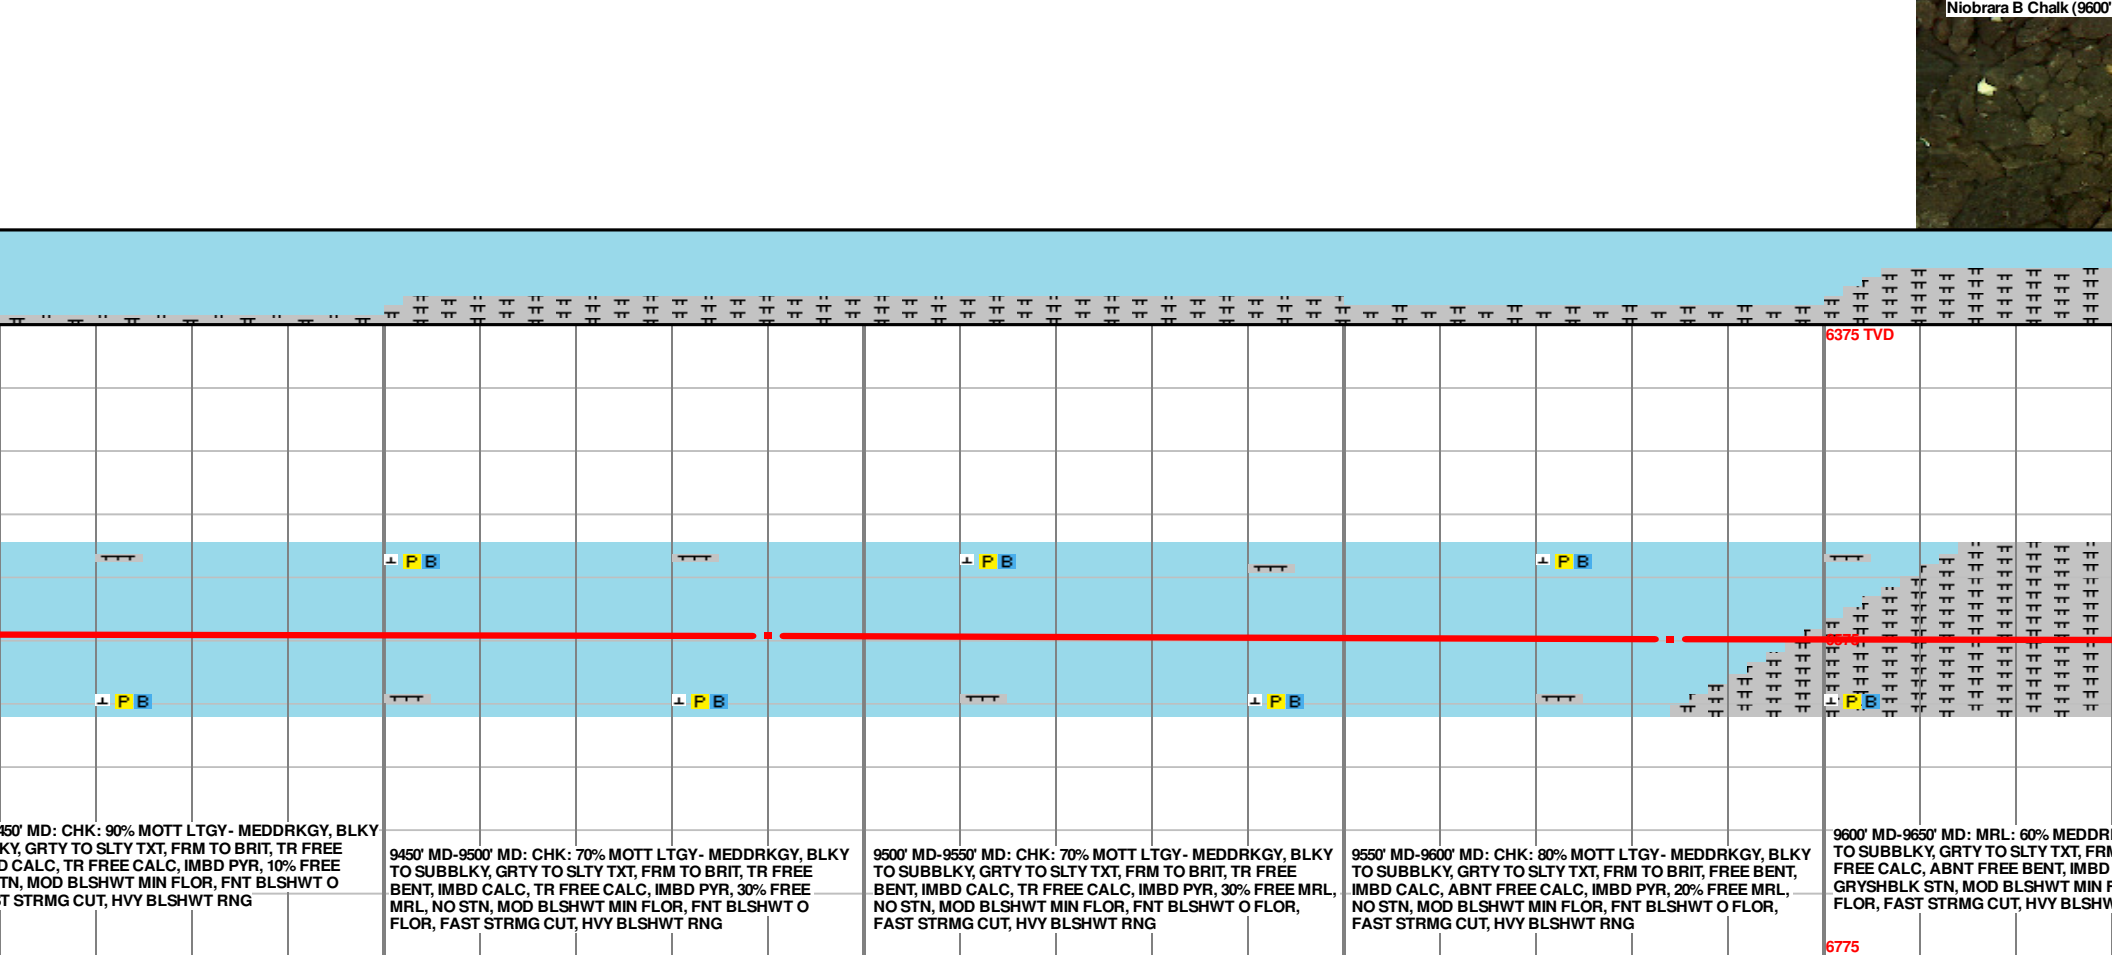 Niobrara B Chalk (9600'
6375 TVD
P B
P B
P B
P B
P B
P B
P B
450' MD: CHK: 90% MOTT LTGY- MEDDRKGY, BLKY
KY, GRTY TO SLTY TXT, FRM TO BRIT, TR FREE
D CALC, TR FREE CALC, IMBD PYR, 10% FREE
TN, MOD BLSHWT MIN FLOR, FNT BLSHWT O
T STRMG CUT, HVY BLSHWT RNG
9450' MD-9500' MD: CHK: 70% MOTT LTGY- MEDDRKGY, BLKY
TO SUBBLKY, GRTY TO SLTY TXT, FRM TO BRIT, TR FREE
BENT, IMBD CALC, TR FREE CALC, IMBD PYR, 30% FREE
MRL, NO STN, MOD BLSHWT MIN FLOR, FNT BLSHWT O
FLOR, FAST STRMG CUT, HVY BLSHWT RNG
9500' MD-9550' MD: CHK: 70% MOTT LTGY- MEDDRKGY, BLKY
TO SUBBLKY, GRTY TO SLTY TXT, FRM TO BRIT, TR FREE
BENT, IMBD CALC, TR FREE CALC, IMBD PYR, 30% FREE MRL,
NO STN, MOD BLSHWT MIN FLOR, FNT BLSHWT O FLOR,
FAST STRMG CUT, HVY BLSHWT RNG
9550' MD-9600' MD: CHK: 80% MOTT LTGY- MEDDRKGY, BLKY
TO SUBBLKY, GRTY TO SLTY TXT, FRM TO BRIT, FREE BENT,
IMBD CALC, ABNT FREE CALC, IMBD PYR, 20% FREE MRL,
NO STN, MOD BLSHWT MIN FLOR, FNT BLSHWT O FLOR,
FAST STRMG CUT, HVY BLSHWT RNG
9600' MD-9650' MD: MRL: 60% MEDDR
TO SUBBLKY, GRTY TO SLTY TXT, FRM
FREE CALC, ABNT FREE BENT, IMBD
GRYSHBLK STN, MOD BLSHWT MIN F
FLOR, FAST STRMG CUT, HVY BLSHW
6775